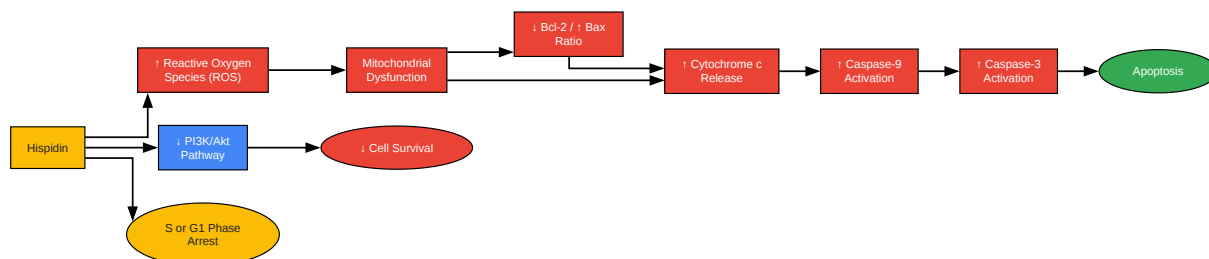 ↓ Bcl-2 / ↑ Bax
Ratio
↑ Reactive Oxygen
Species (ROS)
Mitochondrial
Dysfunction
↑ Cytochrome c
Release
↑ Caspase-9
Activation
↑ Caspase-3
Activation
Apoptosis
Hispidin
↓ PI3K/Akt
Pathway
↓ Cell Survival
S or G1 Phase
Arrest